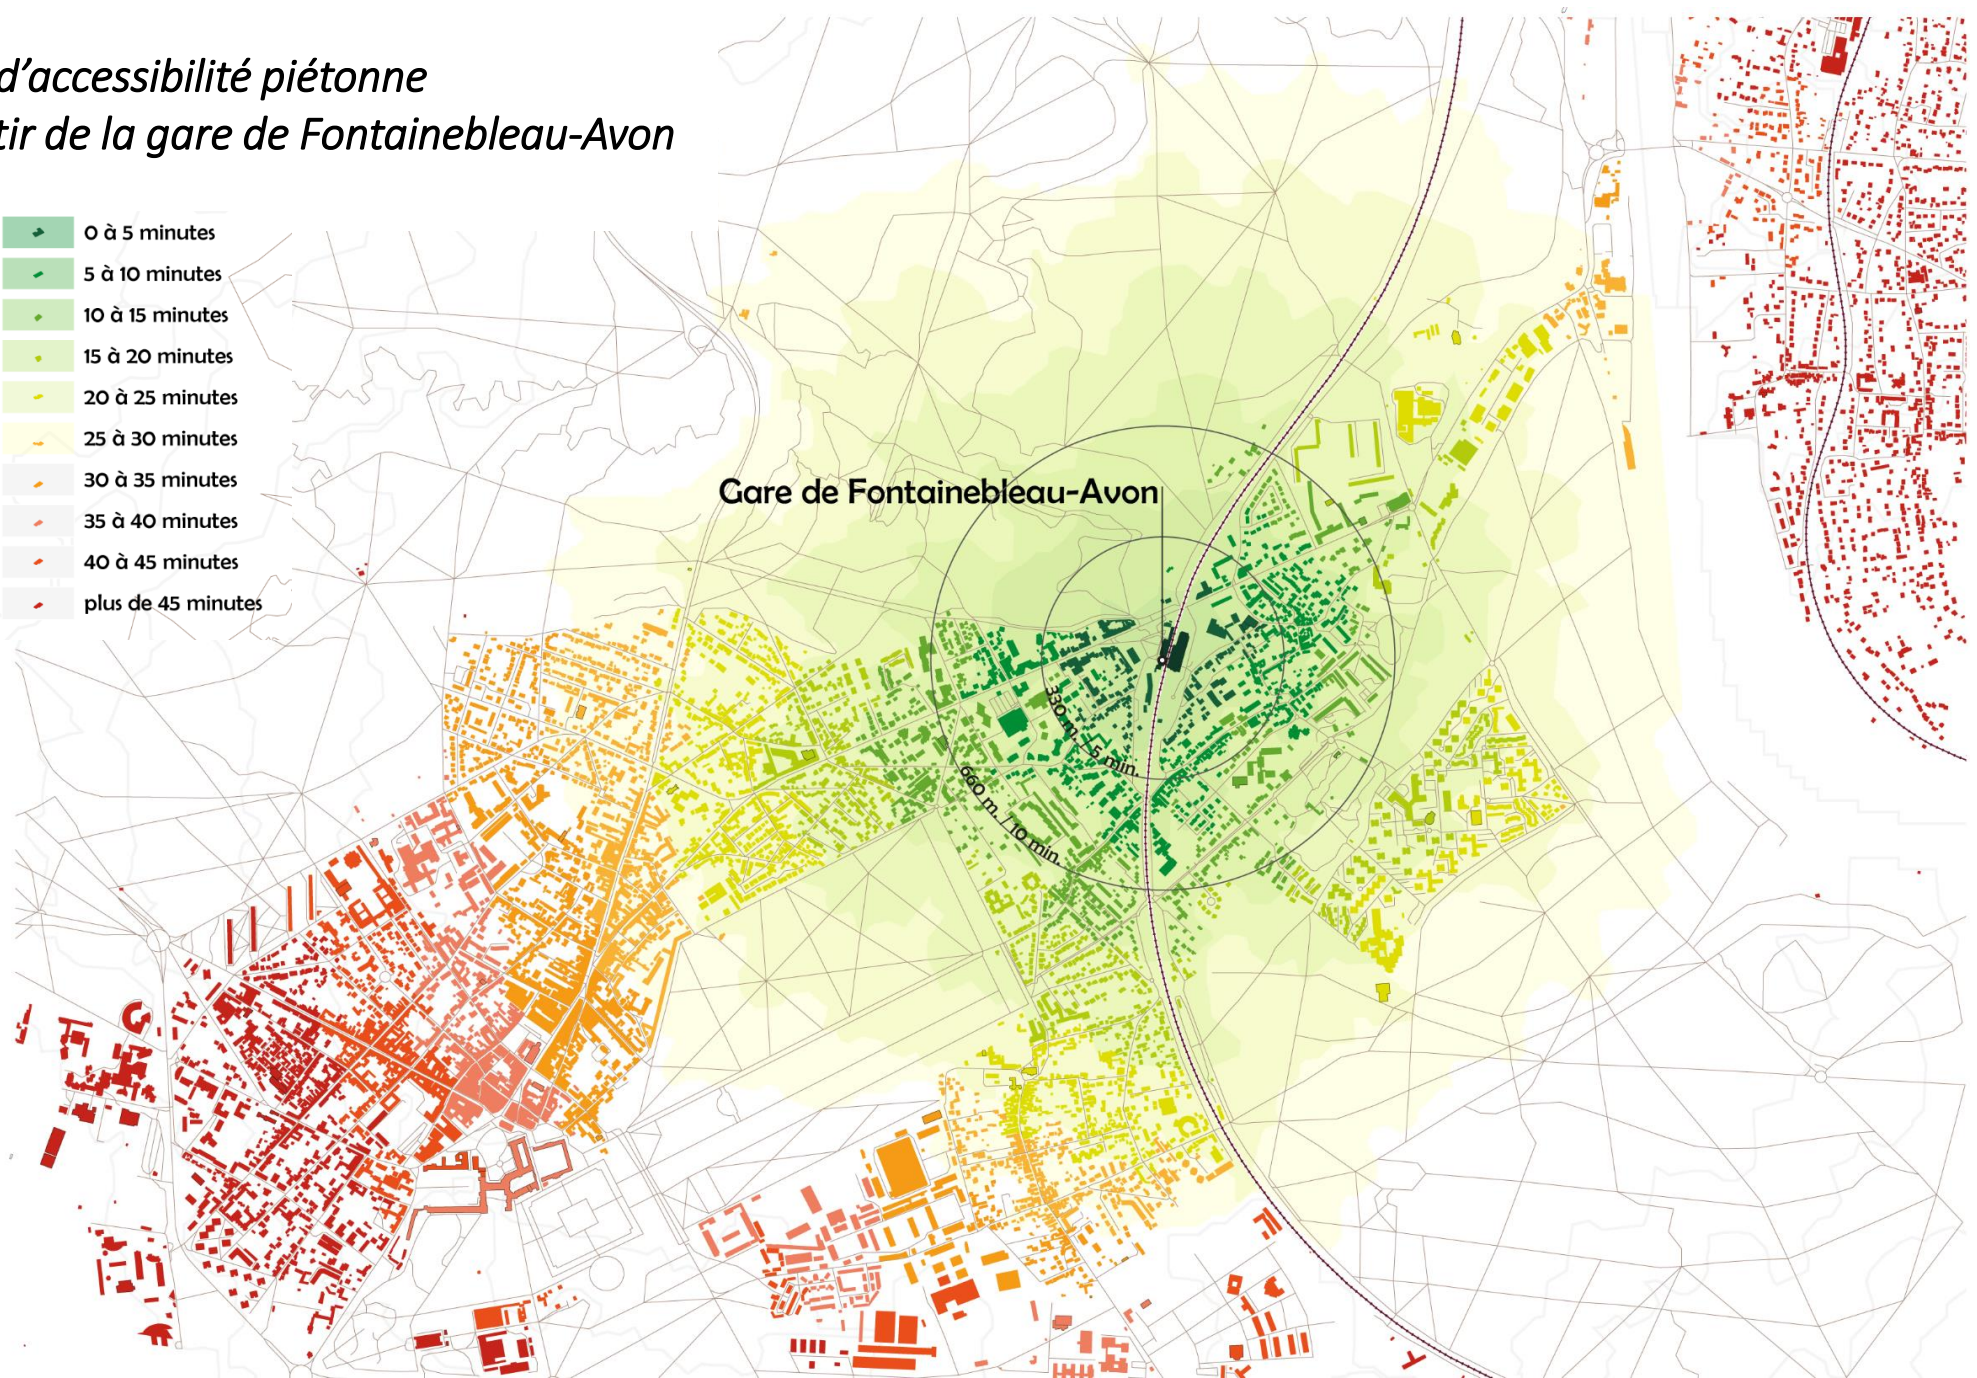 d’accessibilité piétonne
tir de la gare de Fontainebleau-Avon
0 à 5 minutes
5 à 10 minutes
10 à 15 minutes
15 à 20 minutes
20 à 25 minutes
25 à 30 minutes
30 à 35 minutes
35 à 40 minutes
40 à 45 minutes
plus de 45 minutes
Gare de Fontainebleau-Avon
330 m. / 5 min.
660 m. / 10 min.